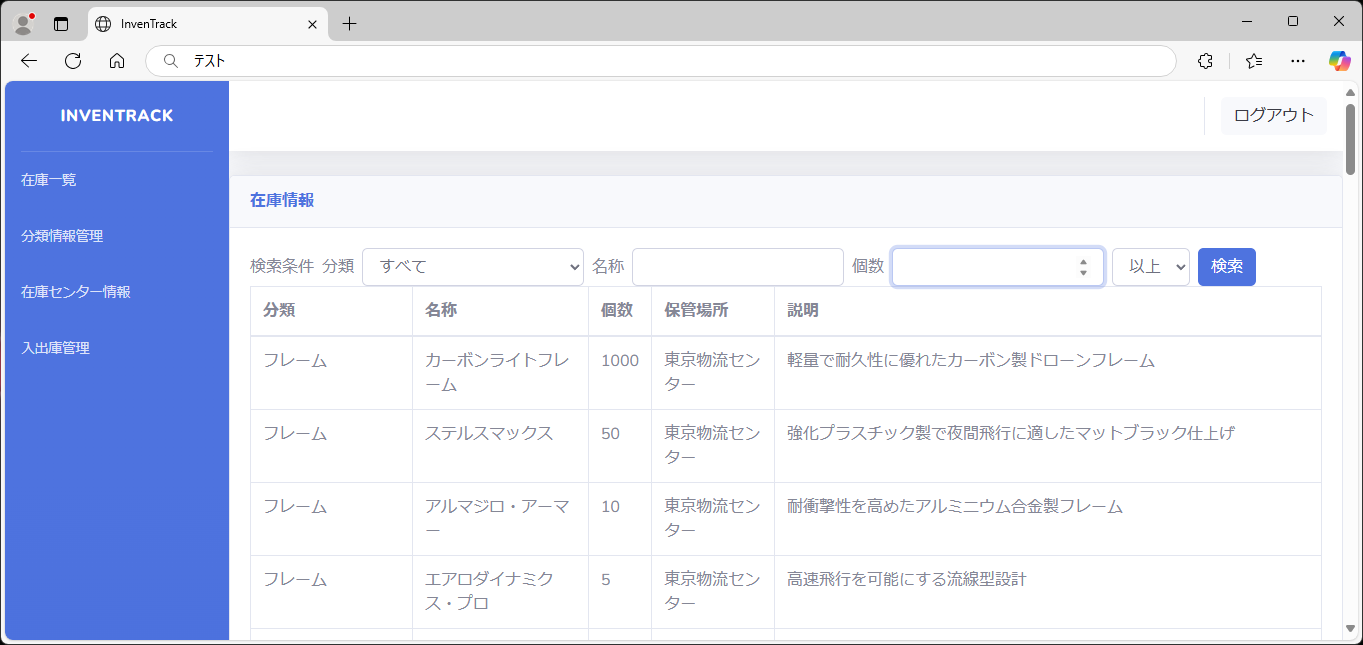 InvenTrack
テスト
INVENTRACK
ログアウト
在庫一覧
分類情報管理
在庫センター情報
入出庫管理
在庫情報
検索条件 分類 すべて 名称 個数 以上 検索
分類 名称 個数 保管場所 説明
フレーム カーボンライトフレ 1000 東京物流セン 軽量で耐久性に優れたカーボン製ドローンフレーム
ーム ター
フレーム ステルスマックス 50 東京物流セン 強化プラスチック製で夜間飛行に適したマットブラック仕上げ
ター
フレーム アルマジロ・アーマ 10 東京物流セン 耐衝撃性を高めたアルミニウム合金製フレーム
ー ター
フレーム エアロダイナミク 5 東京物流セン 高速飛行を可能にする流線型設計
ス・プロ ター